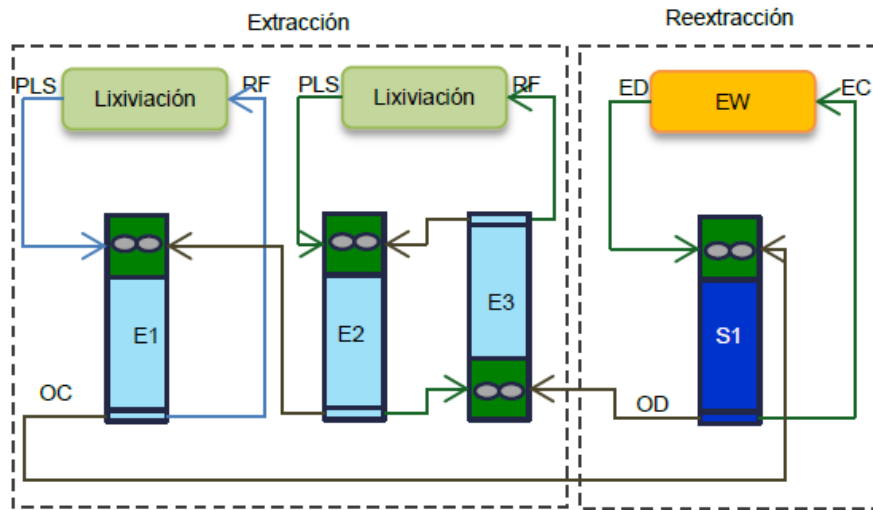 Extracción
Reextracción
PLS
Lixiviación
RF
PLS
Lixiviación
RF
ED
EW
EC
E1
E2
E3
S1
OC
OD